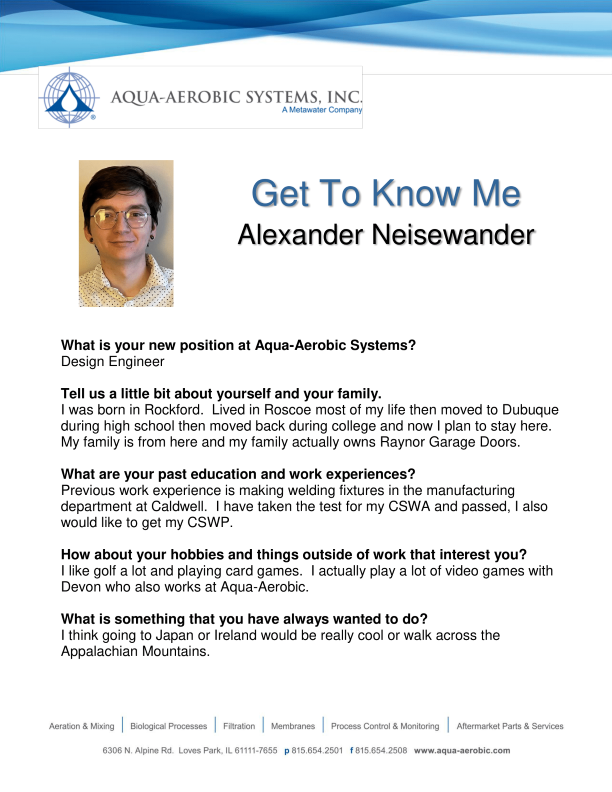 AQUA-AEROBIC SYSTEMS, INC.
A Metawater Company
®
Get To Know Me
Alexander Neisewander
What is your new position at Aqua-Aerobic Systems?
Design Engineer
Tell us a little bit about yourself and your family.
I was born in Rockford.  Lived in Roscoe most of my life then moved to Dubuque
during high school then moved back during college and now I plan to stay here.
My family is from here and my family actually owns Raynor Garage Doors.
What are your past education and work experiences?
Previous work experience is making welding fixtures in the manufacturing
department at Caldwell.  I have taken the test for my CSWA and passed, I also
would like to get my CSWP.
How about your hobbies and things outside of work that interest you?
I like golf a lot and playing card games.  I actually play a lot of video games with
Devon who also works at Aqua-Aerobic.
What is something that you have always wanted to do?
I think going to Japan or Ireland would be really cool or walk across the
Appalachian Mountains.
Aeration & Mixing | Biological Processes | Filtration | Membranes | Process Control & Monitoring | Aftermarket Parts & Services
6306 N. Alpine Rd.  Loves Park, IL 61111-7655  p 815.654.2501  f 815.654.2508  www.aqua-aerobic.com